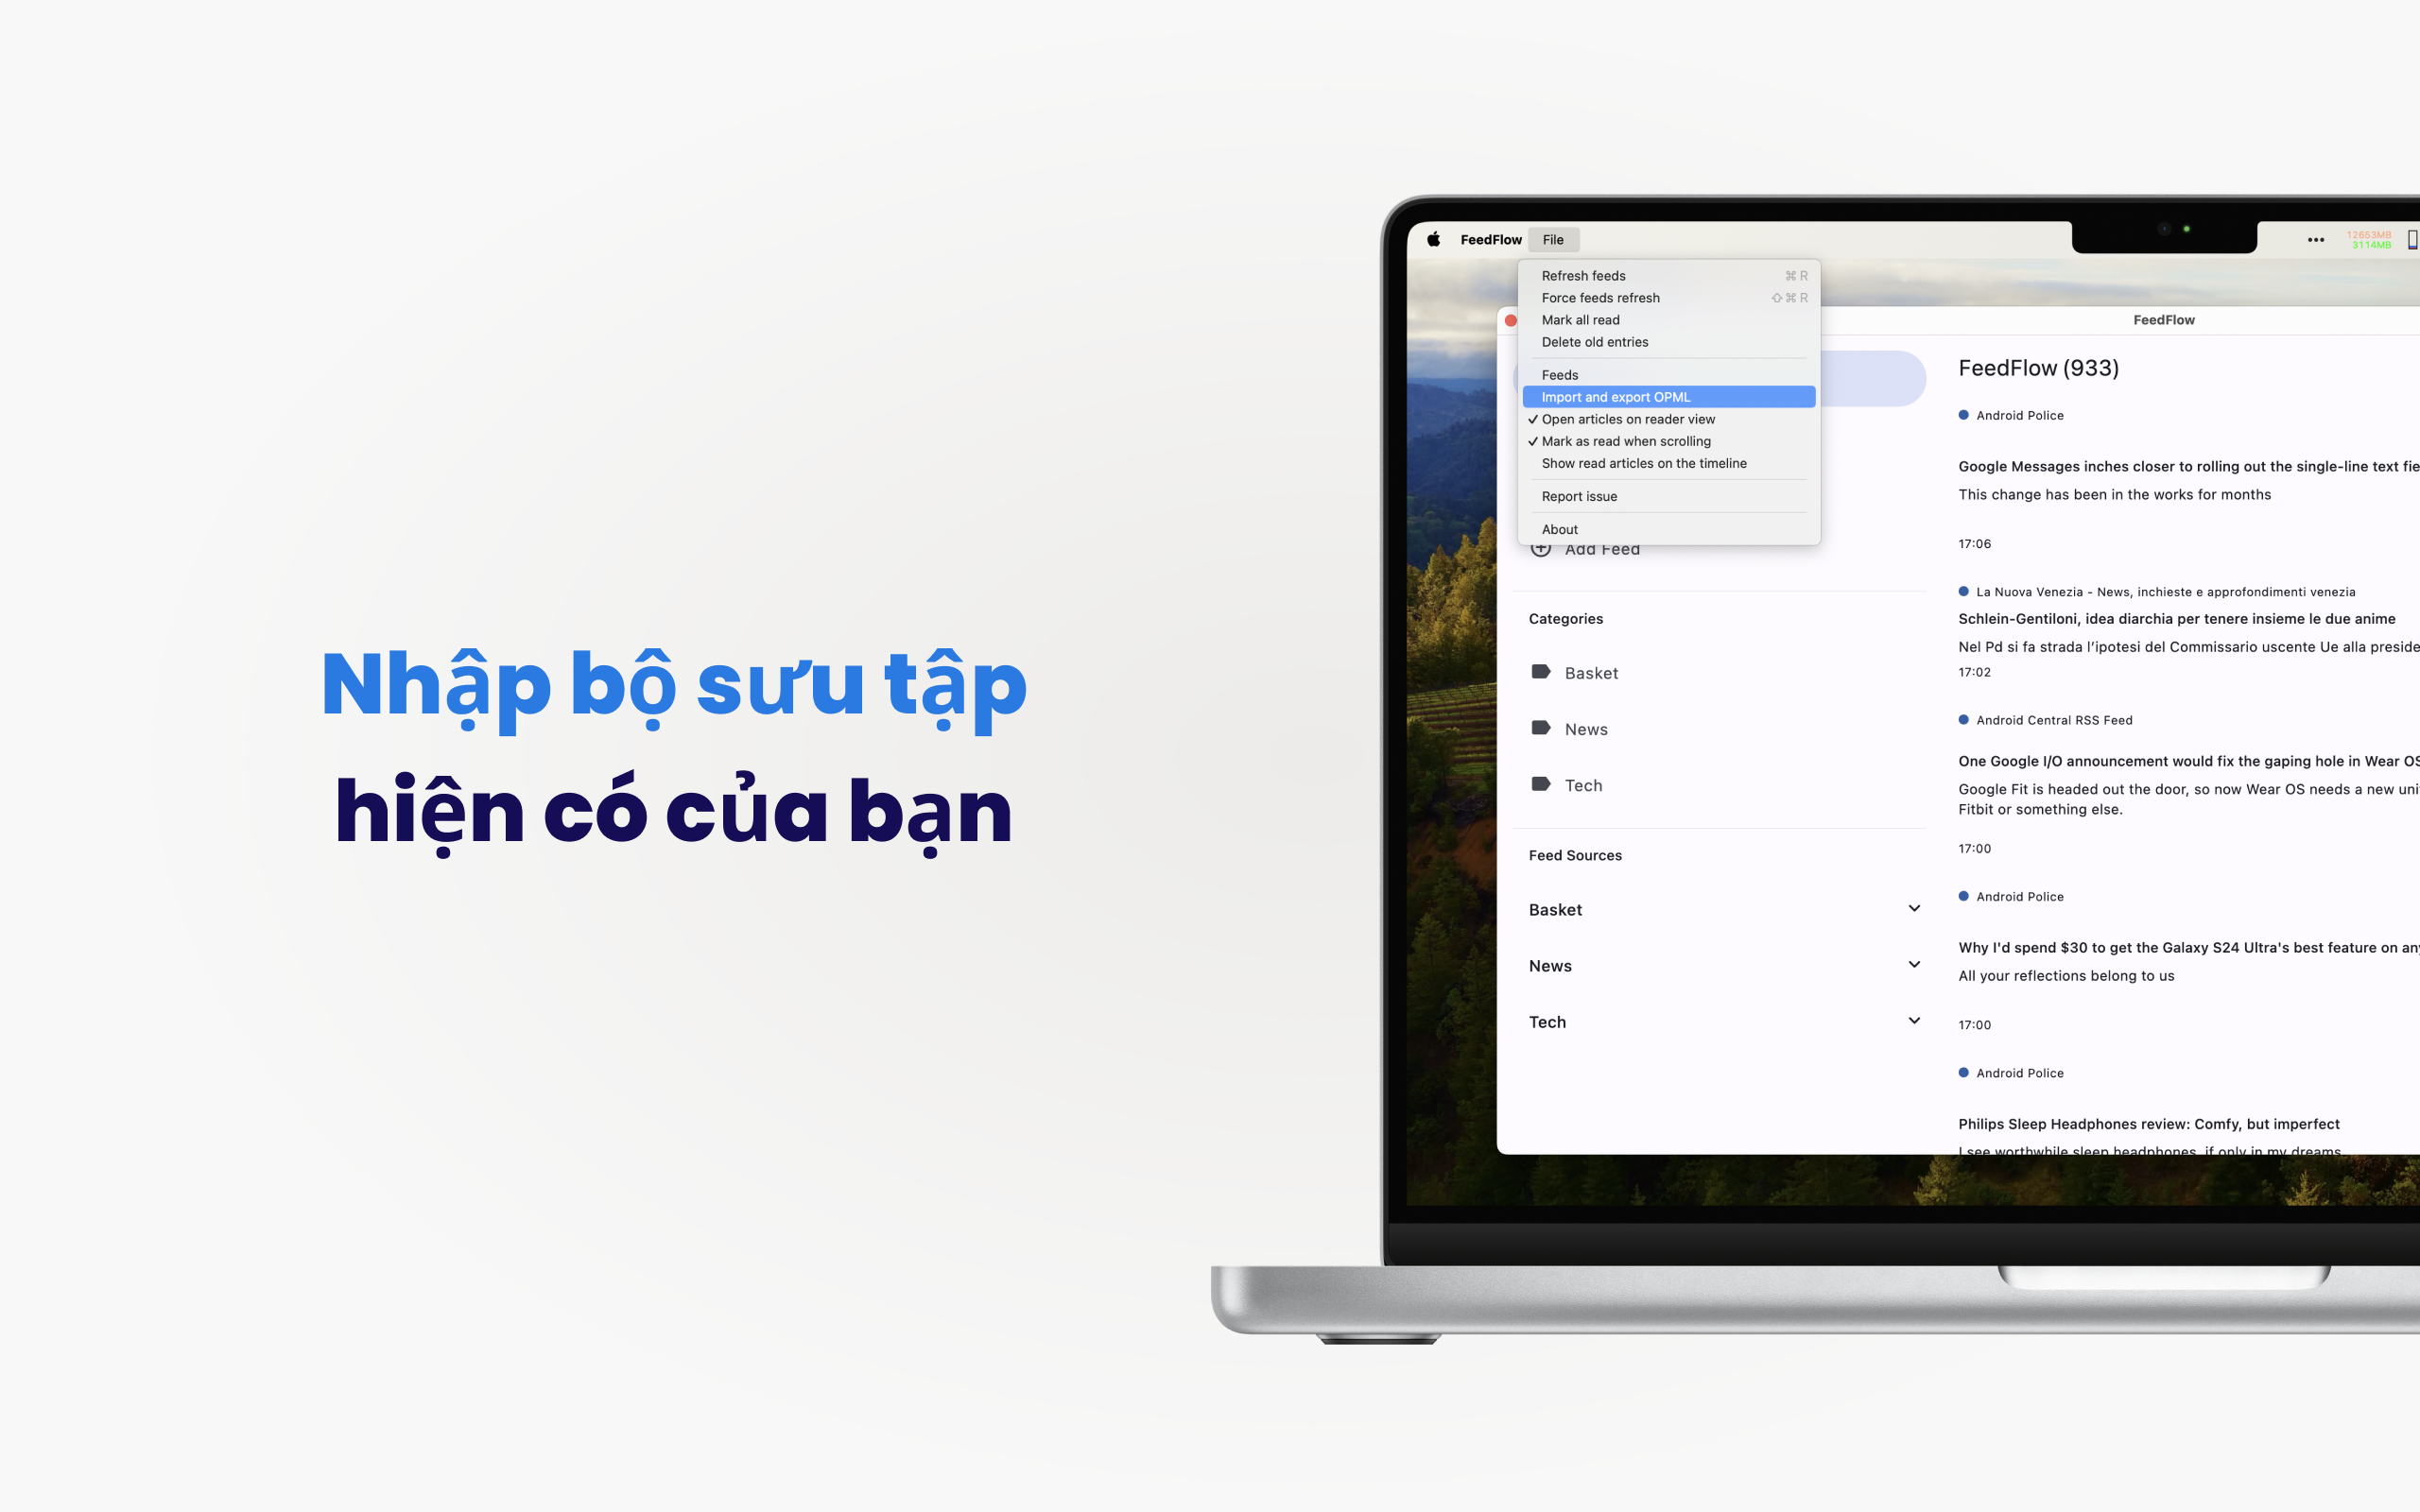 Nhập bộ sưu tập
hiện có của bạn
FeedFlow File
12653MB
3114MB
Refresh feeds ⌘ R
Force feeds refresh ⇧ ⌘ R
Mark all read
Delete old entries
Feeds
Import and export OPML
✓ Open articles on reader view
✓ Mark as read when scrolling
Show read articles on the timeline
Report issue
About
Add Feed
Categories
Basket
News
Tech
Feed Sources
Basket
News
Tech
FeedFlow
FeedFlow (933)
Android Police
Google Messages inches closer to rolling out the single-line text
This change has been in the works for months
17:06
La Nuova Venezia - News, inchieste e approfondimenti venezia
Schlein-Gentiloni, idea diarchia per tenere insieme le due anime
Nel Pd si fa strada l’ipotesi del Commissario uscente Ue alla
17:02
Android Central RSS Feed
One Google I/O announcement would fix the gaping hole in Wear OS
Google Fit is headed out the door, so now Wear OS needs a new
Fitbit or something else.
17:00
Android Police
Why I'd spend $30 to get the Galaxy S24 Ultra's best feature on
All your reflections belong to us
17:00
Android Police
Philips Sleep Headphones review: Comfy, but imperfect
I see worthwhile sleep headphones, if only in my dreams